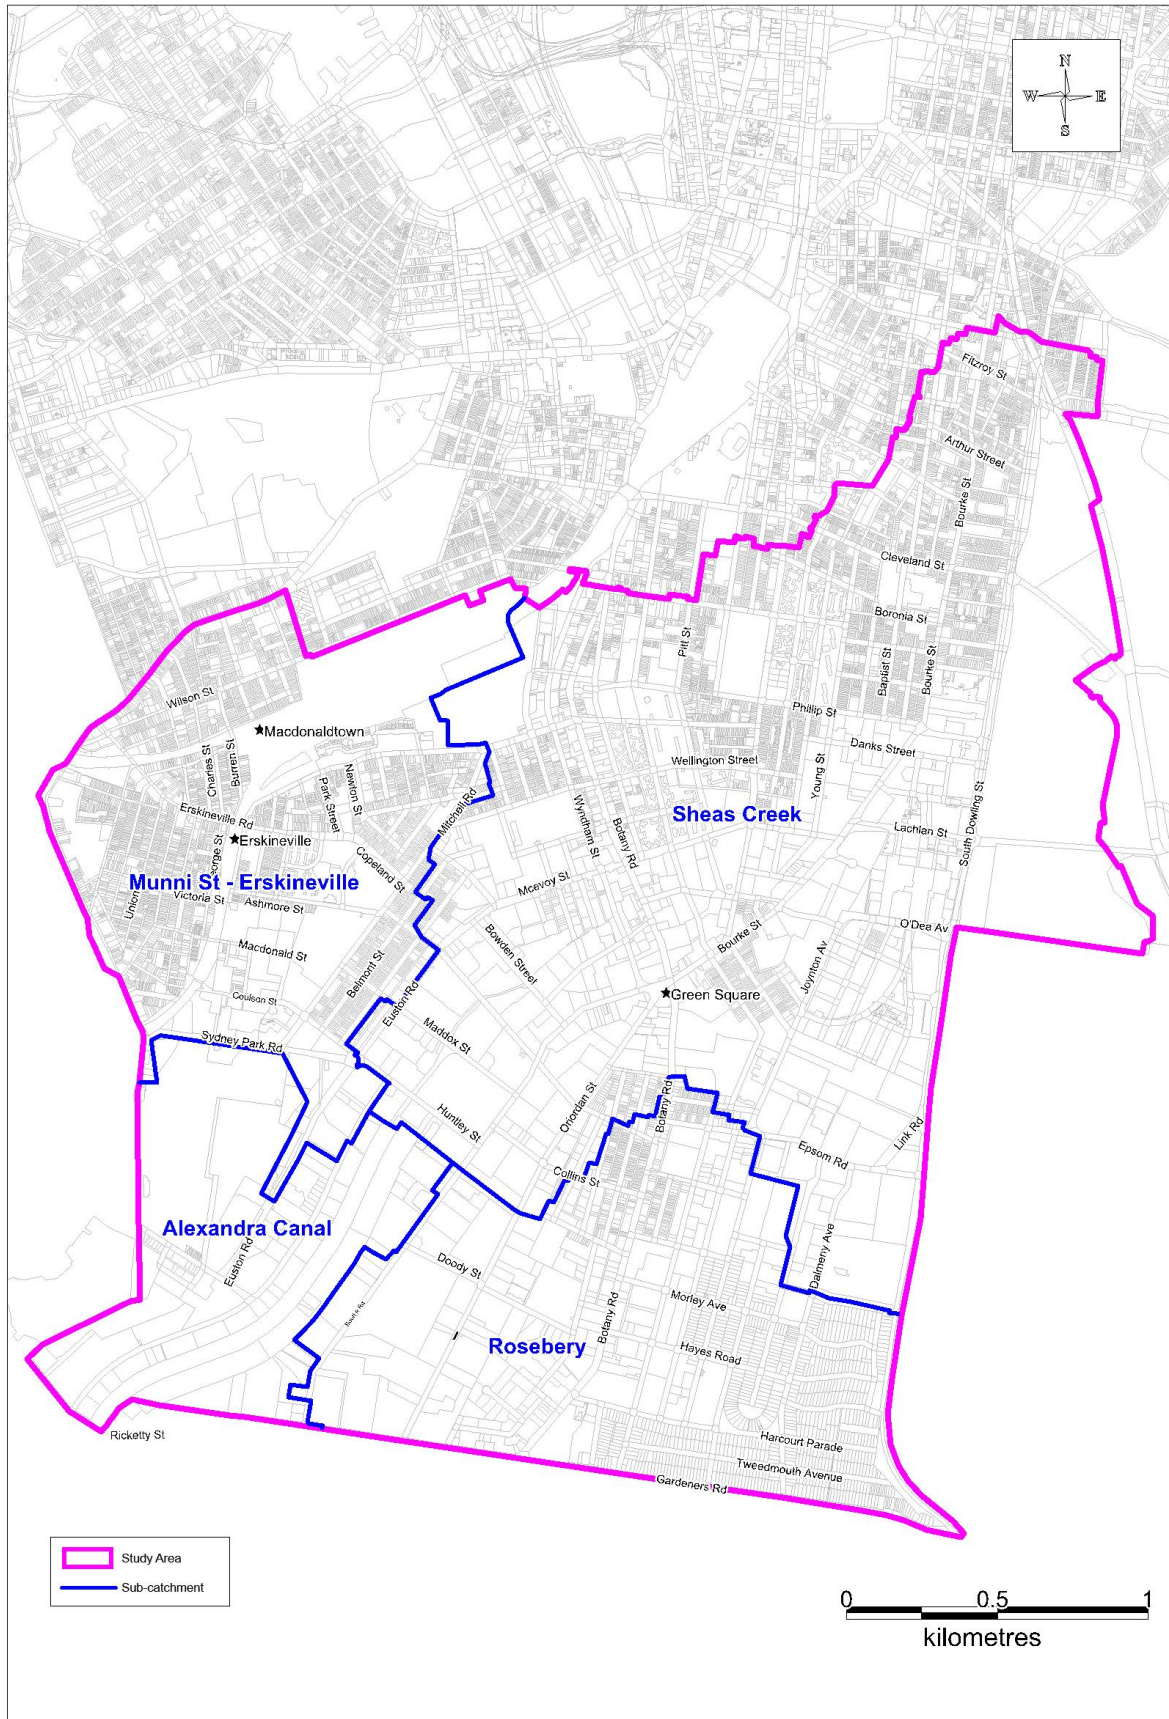 N
W E
S
Fitzroy St
Arthur Street
Bourke St
Cleveland St
Boronia St
Pitt St
Baptist St
Bourke St
Wilson St
Phillip St
Macdonaldtown
Danks Street
Charles St
Burren St
Newton St
Park Street
Wellington Street
Young St
Mitchell Rd
Wyndham St
Botany Rd
Sheas Creek
South Dowling St
Lachlan St
Erskineville Rd
Erskineville
eorge St
Copeland St
Munni St - Erskineville
Mcevoy St
Union
Victoria St
Ashmore St
O'Dea Av
Bourke St
Bowden Street
Macdonald St
Joynton Av
Belmont St
Green Square
Coulson St
Euston Rd
Sydney Park Rd
Maddox St
Huntley St
Oriordan St
Botany Rd
Link Rd
Epsom Rd
Collins St
Alexandra Canal
Euston Rd
Doody St
Dalmeny Ave
Morley Ave
Botany Rd
Rosebery
Hayes Road
Ricketty St
Harcourt Parade
Tweedmouth Avenue
Gardeners Rd
Study Area
Sub-catchment
0 0.5 1
kilometres